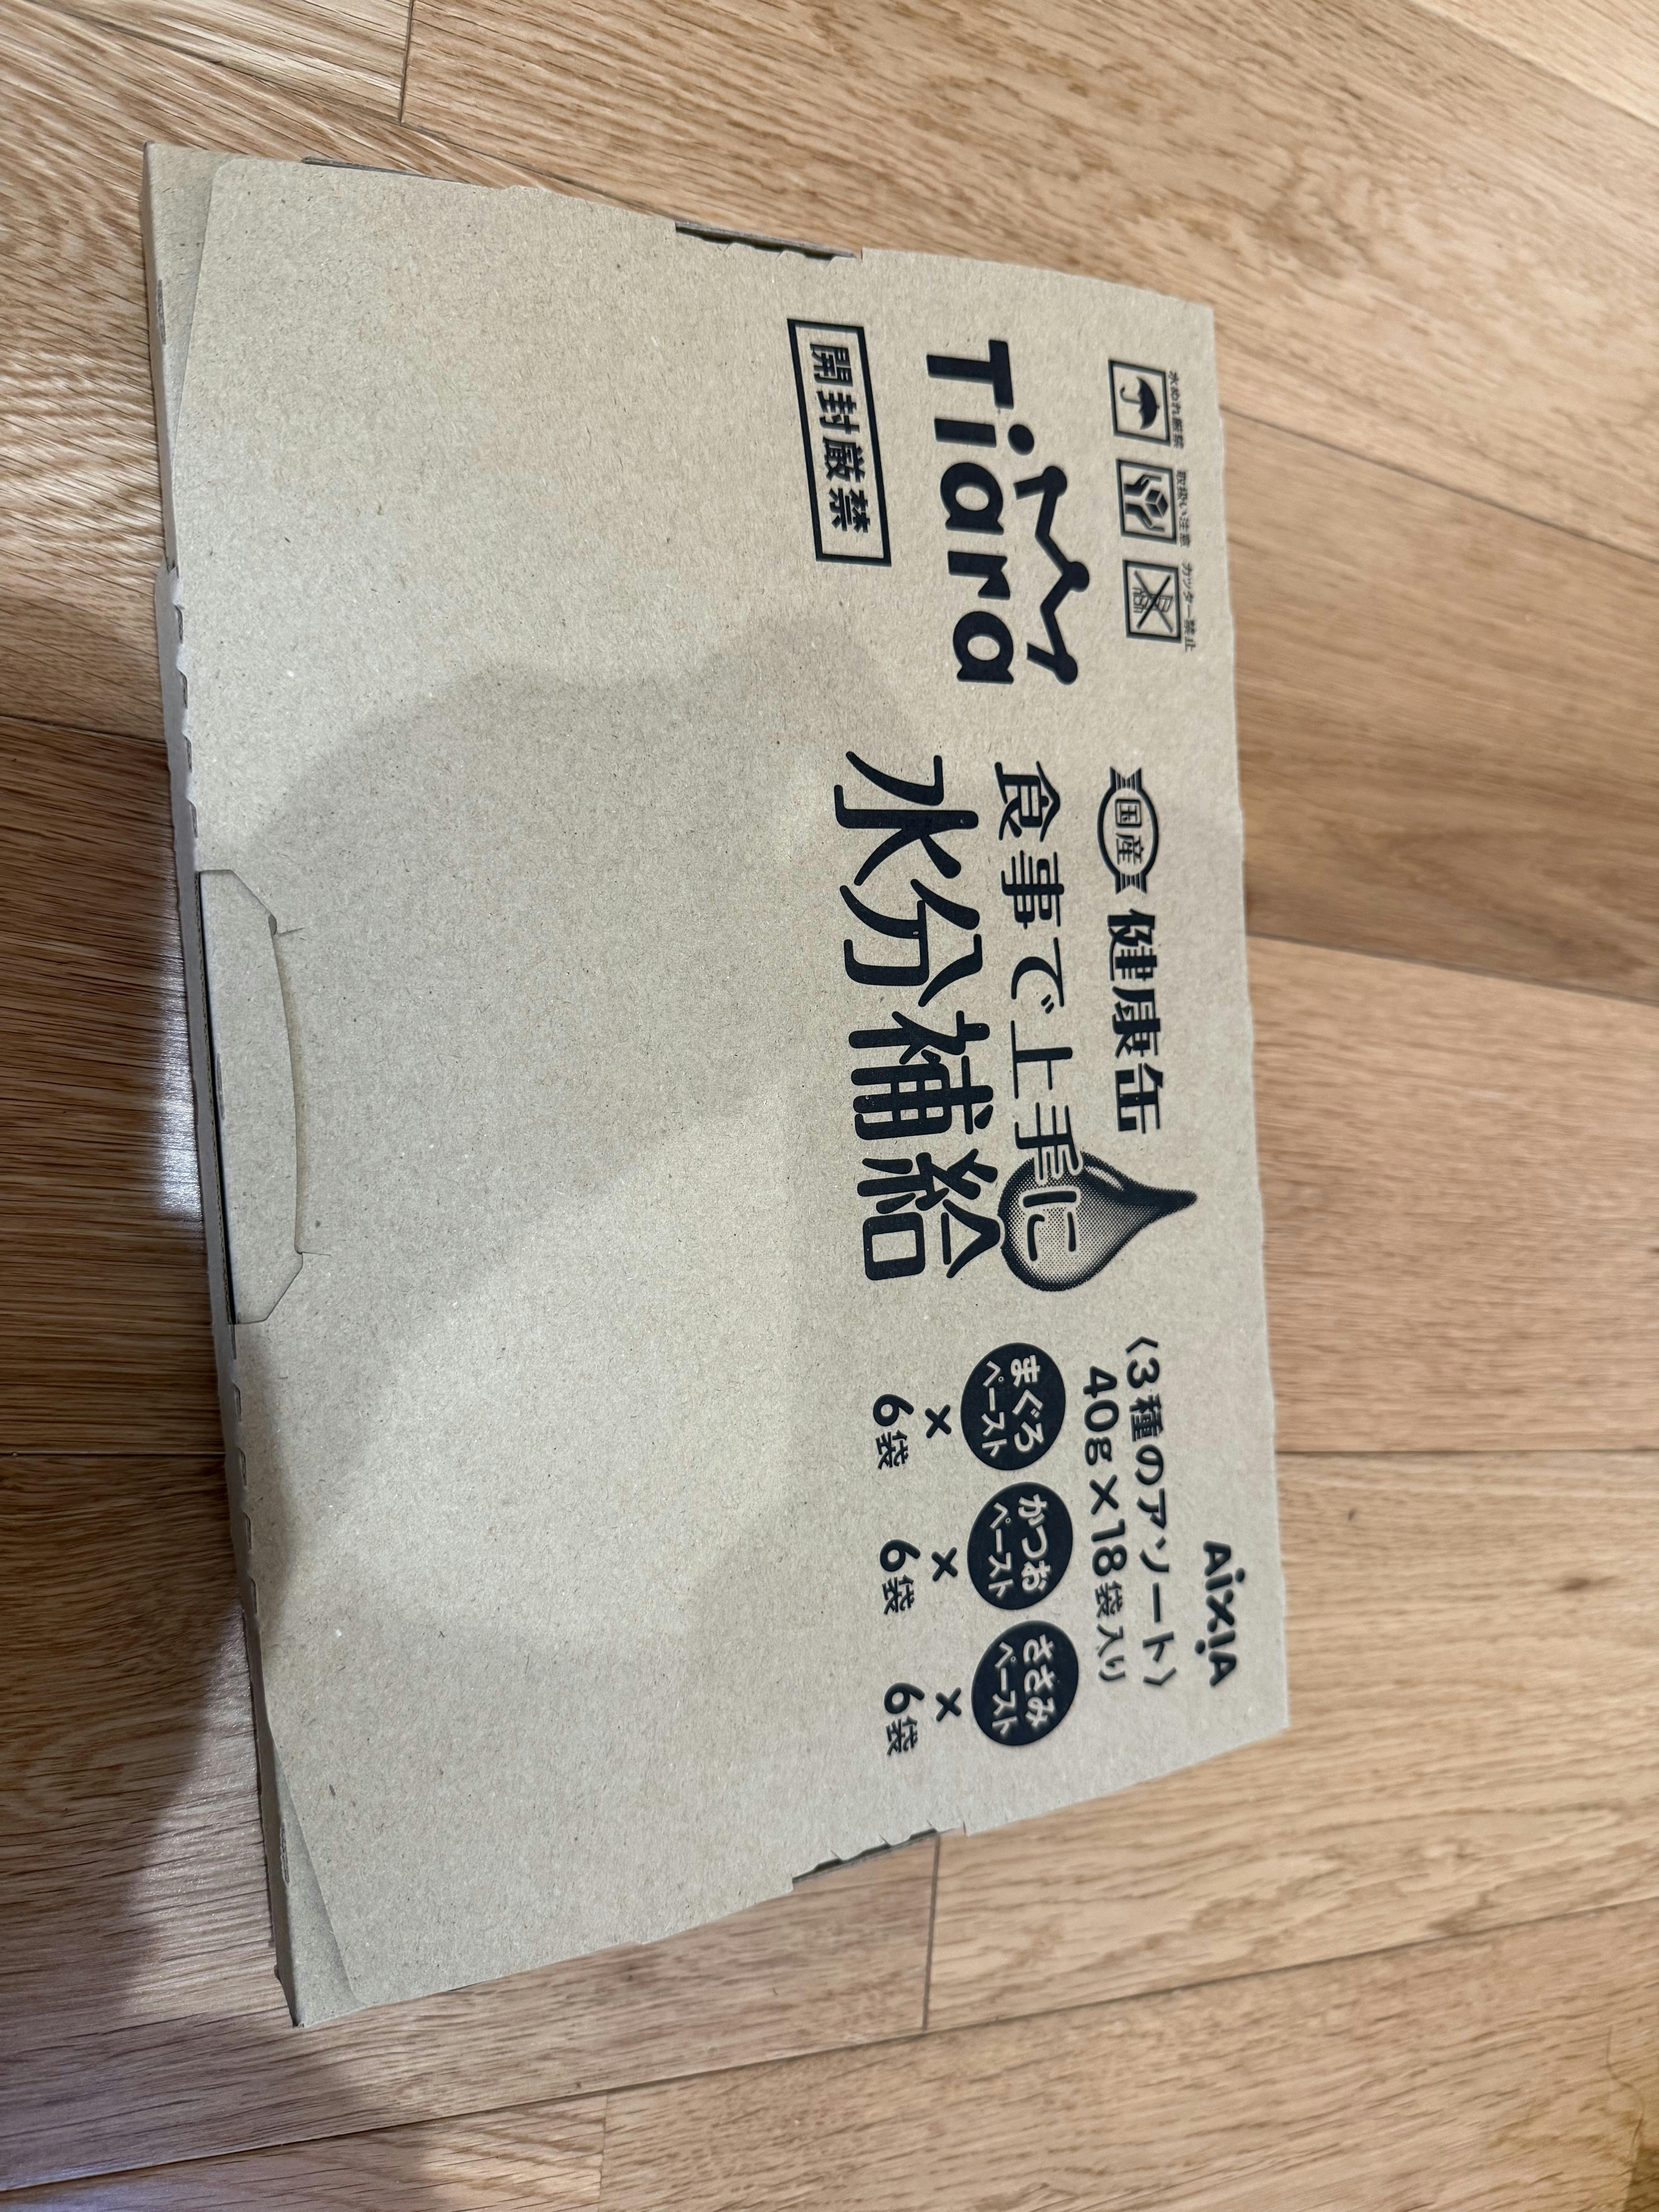 水ぬれ厳禁
取扱い注意
カッター禁止
Tiara
開封厳禁
国産
健康缶
食事で上手に
水分補給
AixiA
〈3種のアソート〉
40g×18袋入り
まぐろ
ペースト
×
6袋
かつお
ペースト
×
6袋
ささみ
ペースト
×
6袋